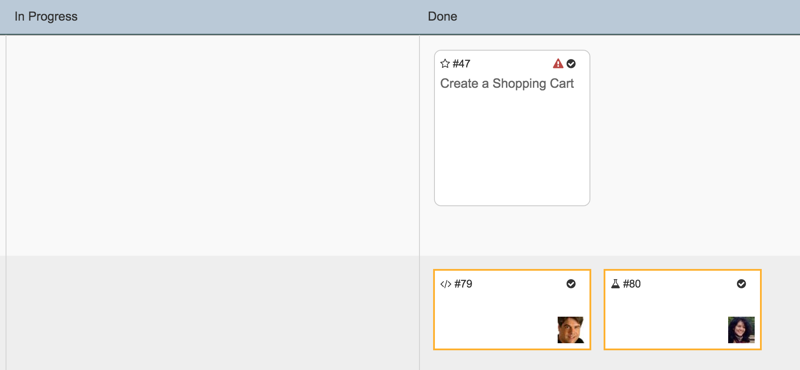 In Progress
Done
#47
Create a Shopping Cart
#79
#80